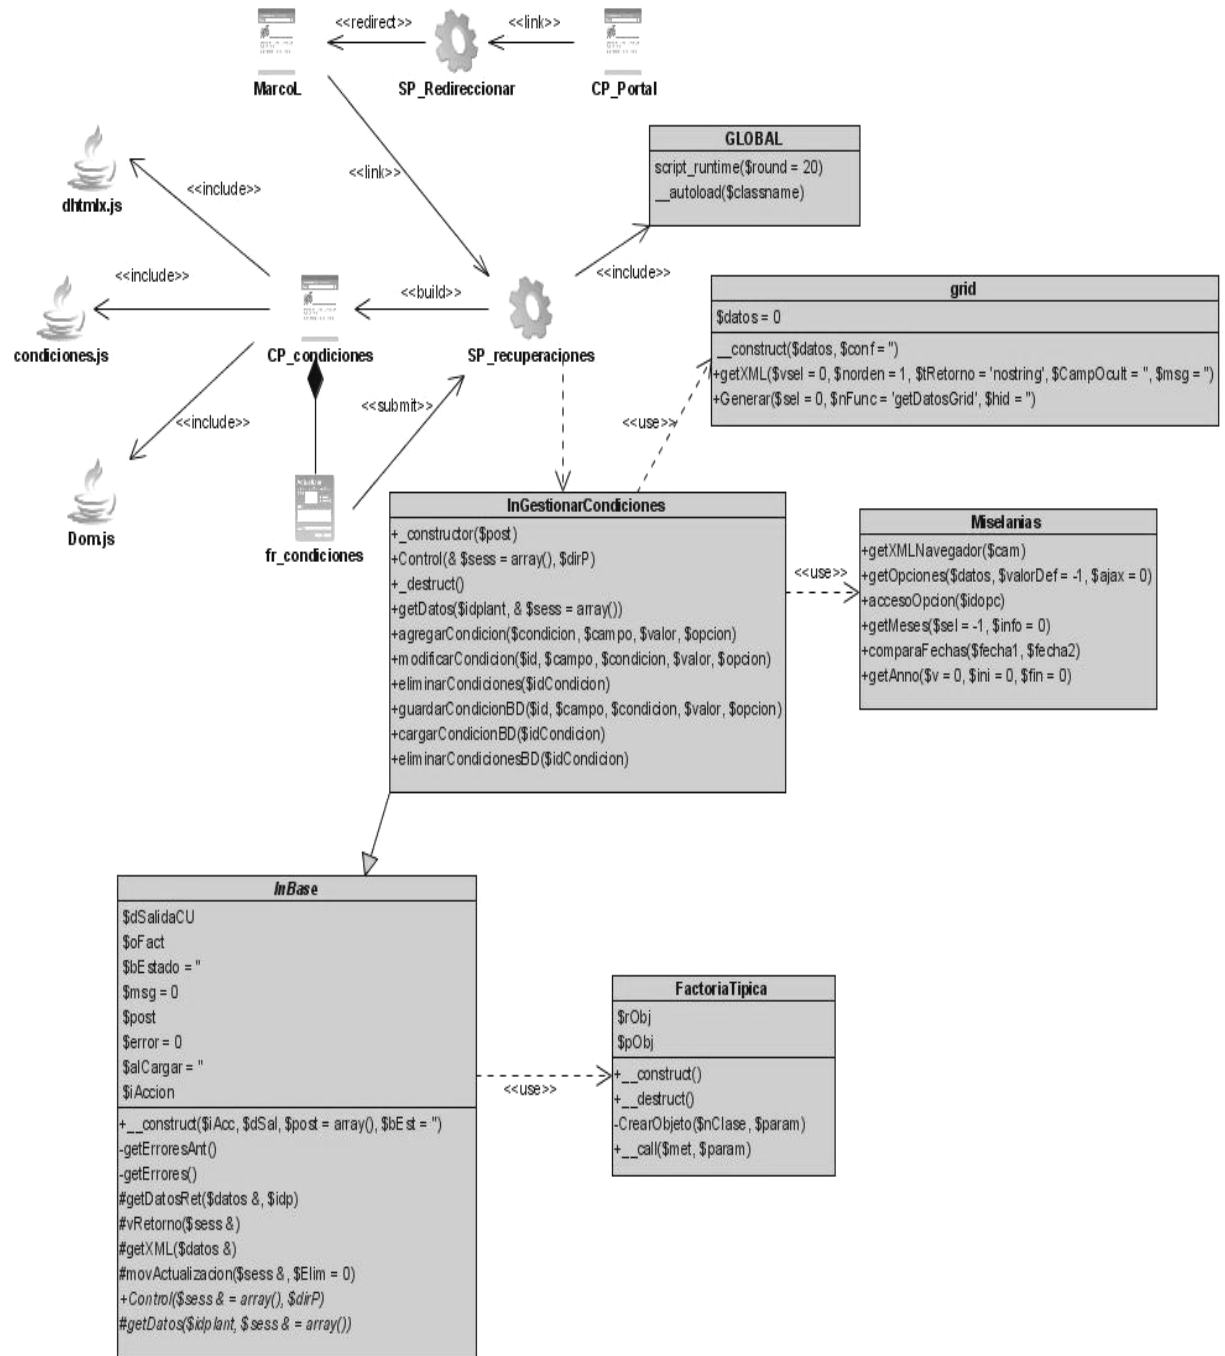 <<redirect>>
<<link>>
MarcoL
SP_Redireccionar
CP_Portal
GLOBAL
script_runtime($round = 20)
__autoload($classname)
<<link>>
<<include>>
dhtmlx.js
<<include>>
<<include>>
<<build>>
condiciones.js
CP_condiciones
SP_recuperaciones
grid
$datos = 0
__construct($datos, $conf = '')
+getXML($vsel = 0, $norden = 1, $tRetorno = 'nostring', $CampOcult = '', $msg = '')
+Generar($sel = 0, $nFunc = 'getDatosGrid', $hid = '')
<<submit>>
<<include>>
<<use>>
Dom.js
fr_condiciones
InGestionarCondiciones
+_constructor($post)
+Control(& $sess = array(), $dirP)
+_destruct()
+getDatos($idplant, & $sess = array())
+agregarCondicion($condicion, $campo, $valor, $opcion)
+modificarCondicion($id, $campo, $condicion, $valor, $opcion)
+eliminarCondiciones($idCondicion)
+guardarCondicionBD($id, $campo, $condicion, $valor, $opcion)
+cargarCondicionBD($idCondicion)
+eliminarCondicionesBD($idCondicion)
<<use>>
Miselanias
+getXMLNavegador($cam)
+getOpciones($datos, $valorDef = -1, $ajax = 0)
+accesoOpcion($idopc)
+getMeses($sel = -1, $info = 0)
+comparaFechas($fecha1, $fecha2)
+getAnno($v = 0, $ini = 0, $fin = 0)
InBase
$dSalidaCU
$oFact
$bEstado = ''
$msg = 0
$post
$error = 0
$alCargar = ''
$iAccion
+__construct($iAcc, $dSal, $post = array(), $bEst = '')
-getErroresAnt()
-getErrores()
#getDatosRet($datos &, $idp)
#vRetorno($sess &)
#getXML($datos &)
#movActualizacion($sess &, $Elim = 0)
+Control($sess & = array(), $dirP)
#getDatos($idplant, $sess & = array())
<<use>>
FactoriaTipica
$rObj
$pObj
+__construct()
+__destruct()
-CrearObjeto($nClase, $param)
+__call($met, $param)